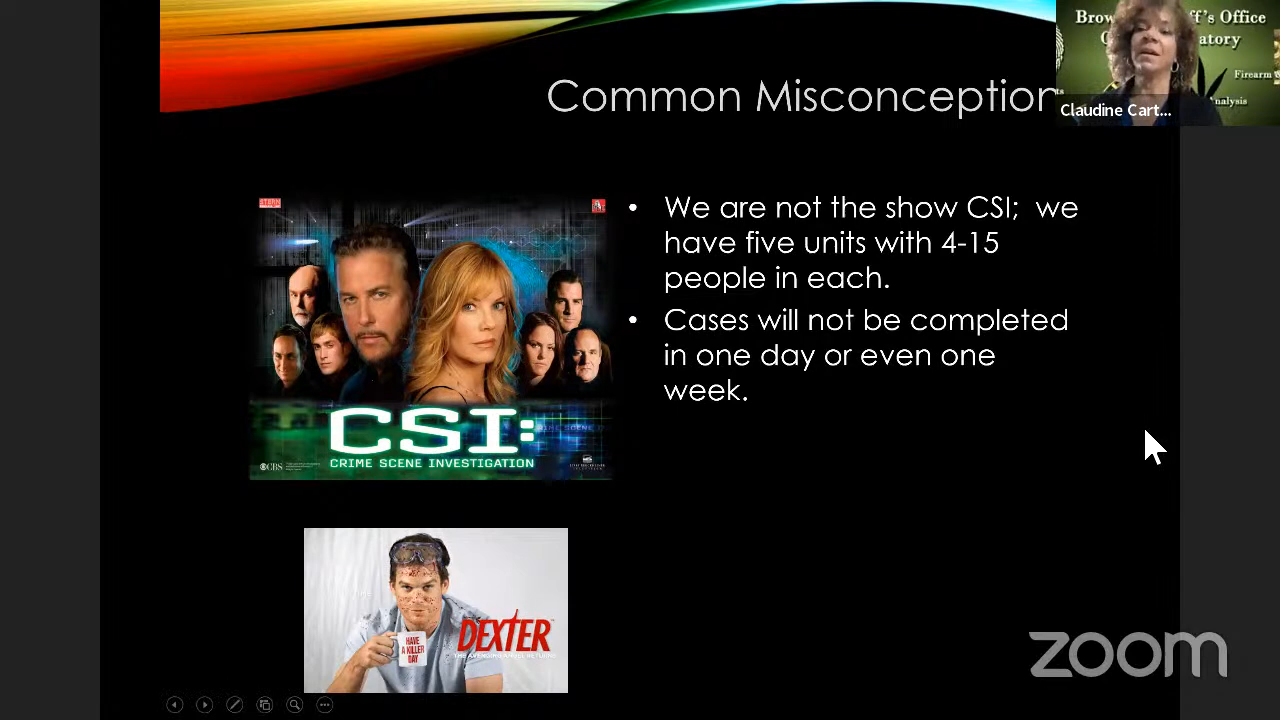 Common Misconception
Brow
f's Office
atory
Firearm
nalysis
Claudine Cart...
We are not the show CSI; we
have five units with 4-15
people in each.
Cases will not be completed
in one day or even one
week.
CSI:
CRIME SCENE INVESTIGATION
CBS
HAVE
A KILLER
DAY
DEXTER
zoom